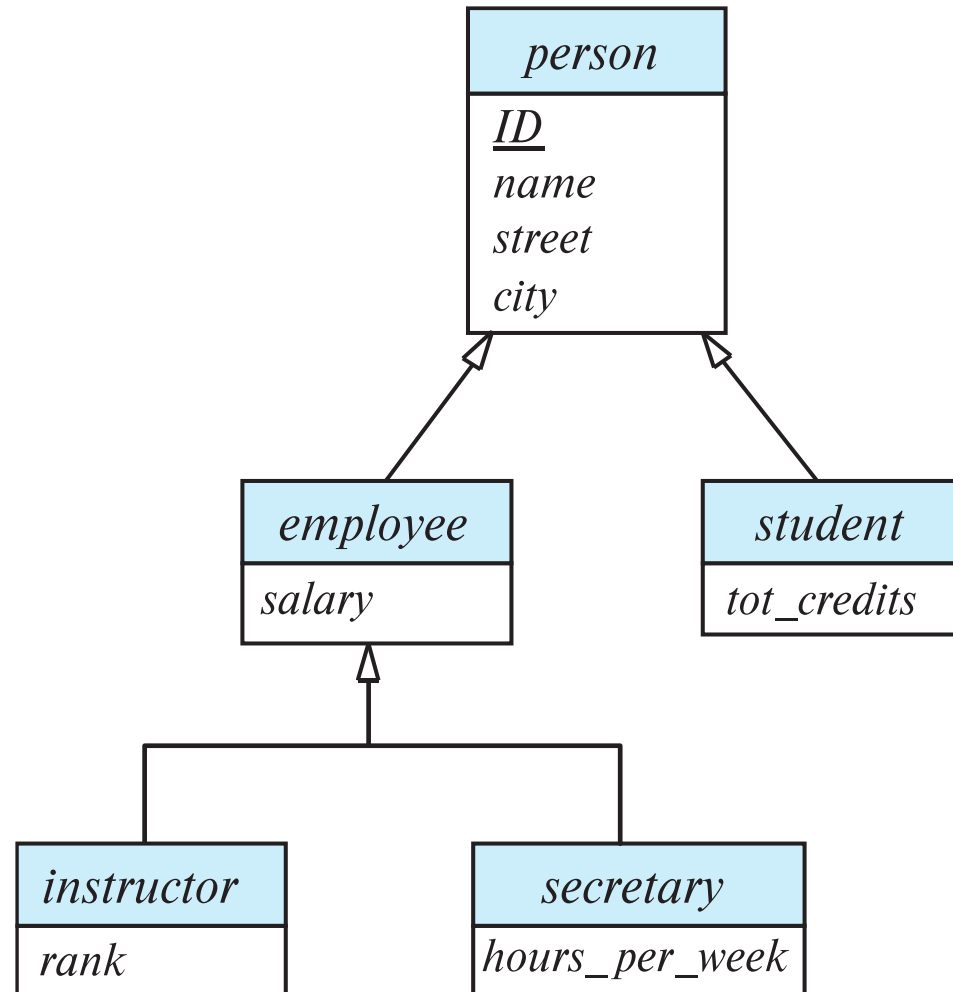 person
ID
name
street
city
employee
salary
student
tot_credits
instructor
rank
secretary
hours_per_week